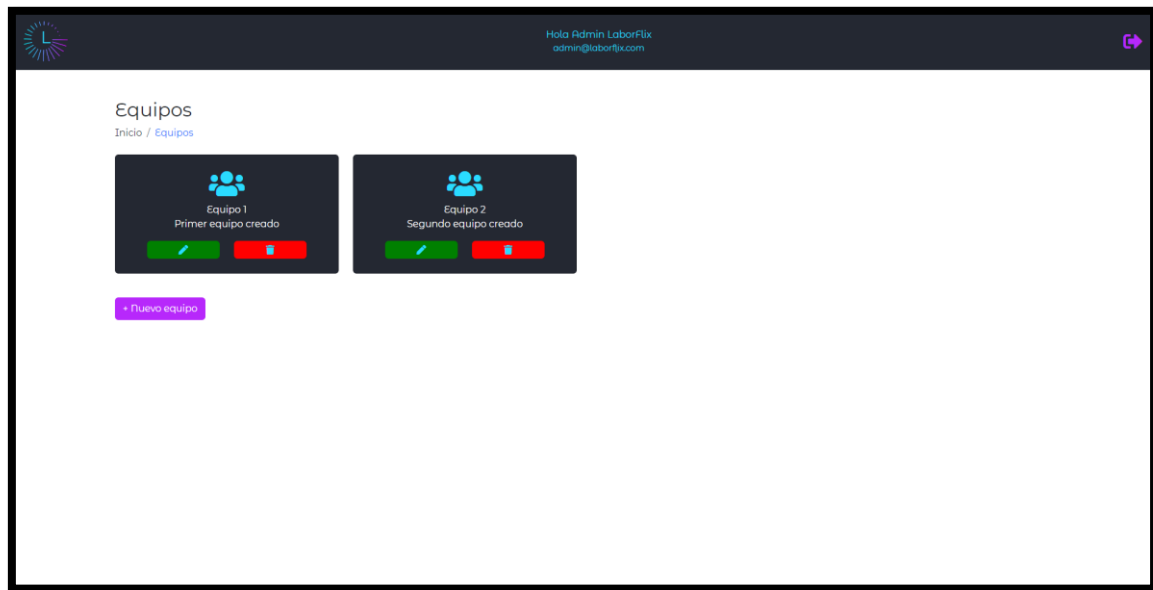 L
Hola Admin LaborFlix
admin@laborflix.com
Equipos
Inicio / Equipos
Equipo 1
Primer equipo creado
Equipo 2
Segundo equipo creado
+ Nuevo equipo